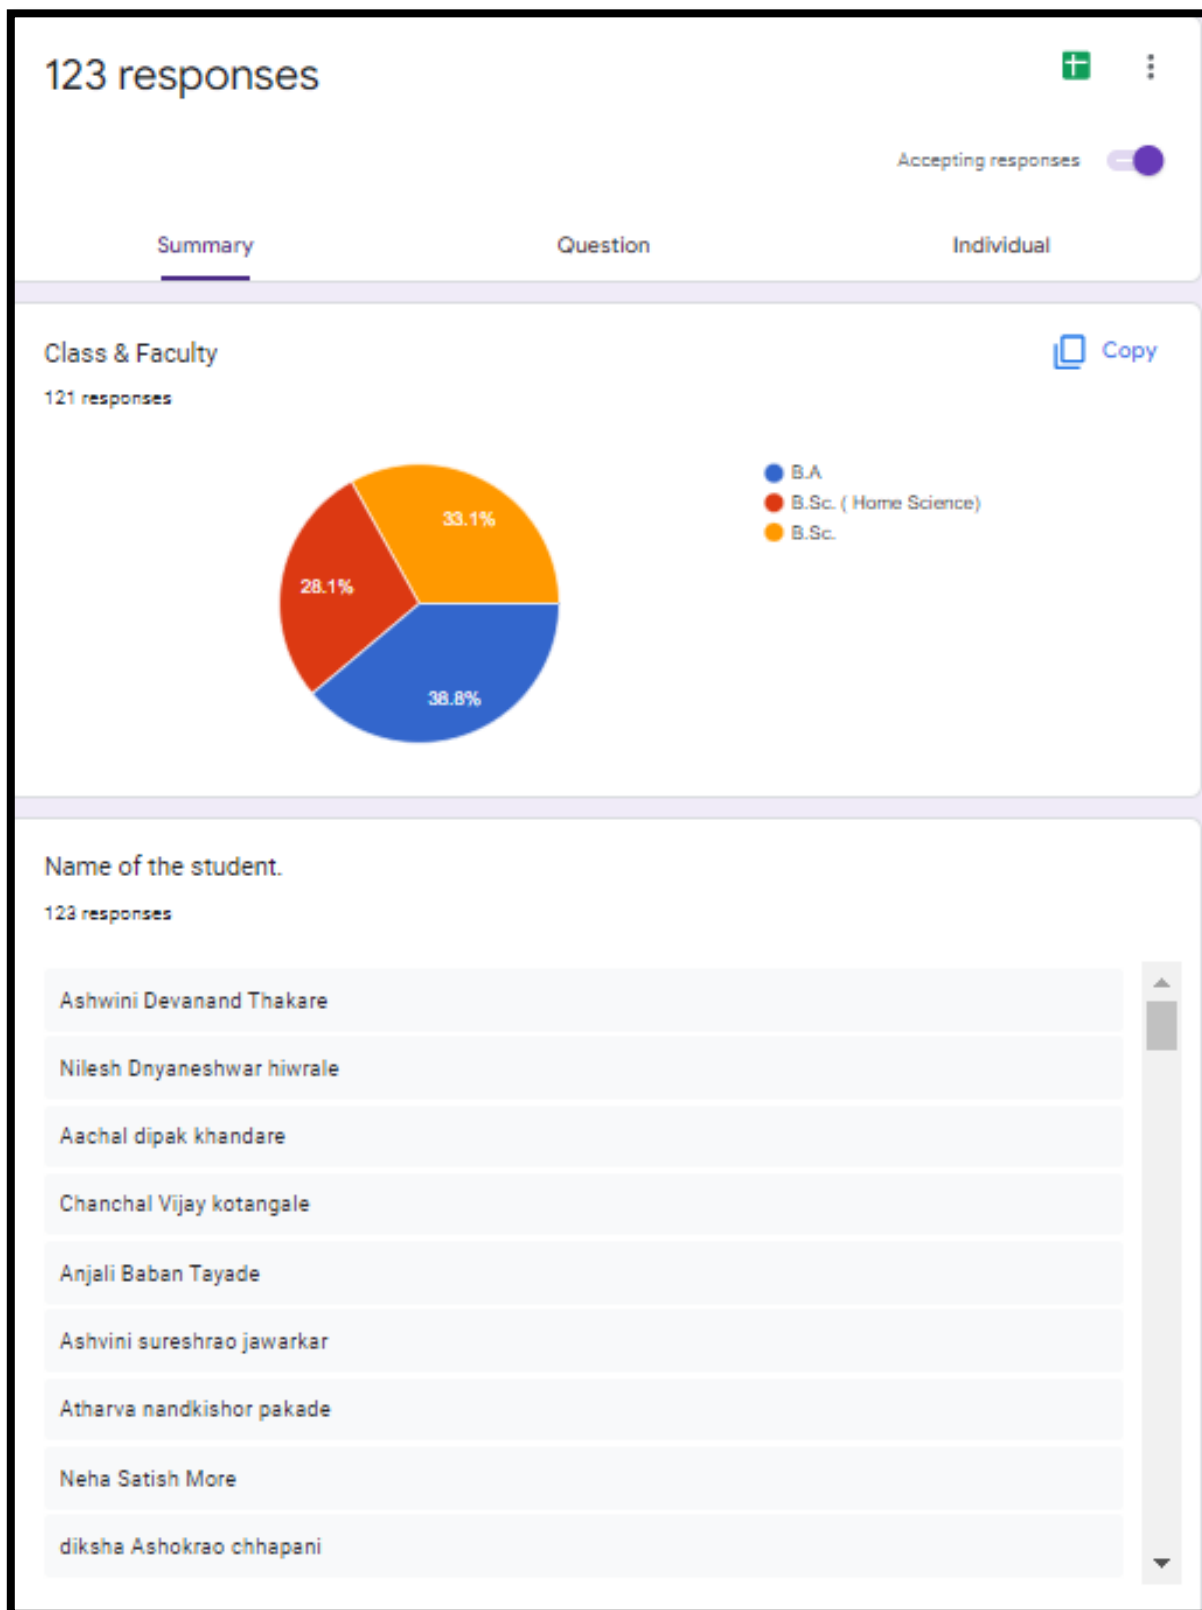 123 responses
Accepting responses
Summary Question Individual
Class & Faculty
Copy
121 responses
B.A
B.Sc. ( Home Science)
B.Sc.
33.1%
28.1%
38.8%
Name of the student.
123 responses
Ashwini Devanand Thakare
Nilesh Dnyaneshwar hiwrale
Aachal dipak khandare
Chanchal Vijay kotangale
Anjali Baban Tayade
Ashvini sureshrao jawarkar
Atharva nandkishor pakade
Neha Satish More
diksha Ashokrao chhapani